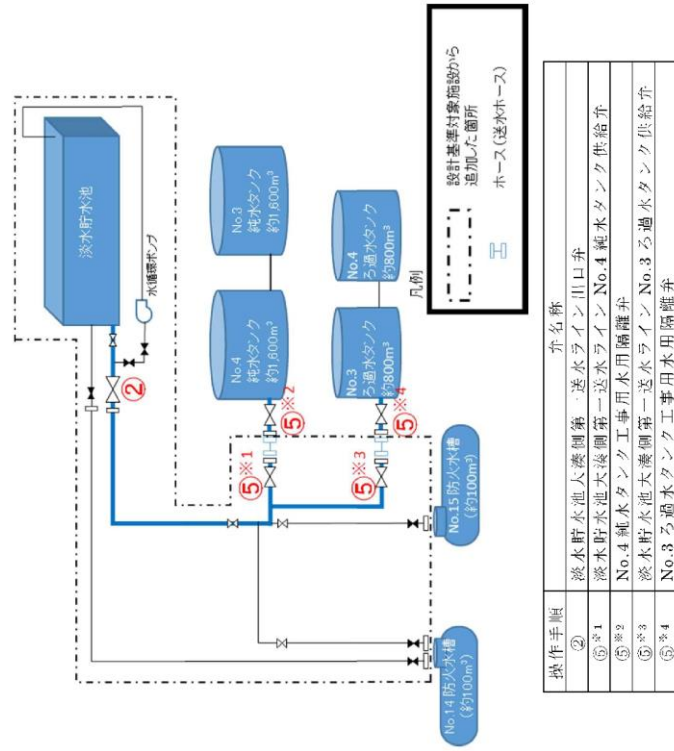 淡水貯水池
水循環ポンプ
②
No.3
純水タンク
約1,600m³
No.4
純水タンク
約1,600m³
⑤※1
⑤※2
No.4
ろ過水タンク
約800m³
No.3
ろ過水タンク
約800m³
⑤※3
⑤※4
No.15 防火水槽
(約100m³)
No.14 防火水槽
(約100m³)
凡例
設計基準対象施設から
追加した箇所
ホース(送水ホース)
操作手順 弁名称
② 淡水貯水池大湊側第一送水ライン出口弁
⑤※1 淡水貯水池大湊側第一送水ライン No.4 純水タンク供給弁
⑤※2 No.4 純水タンク工事用水用隔離弁
⑤※3 淡水貯水池大湊側第一送水ライン No.3 ろ過水タンク供給弁
⑤※4 No.3 ろ過水タンク工事用水用隔離弁